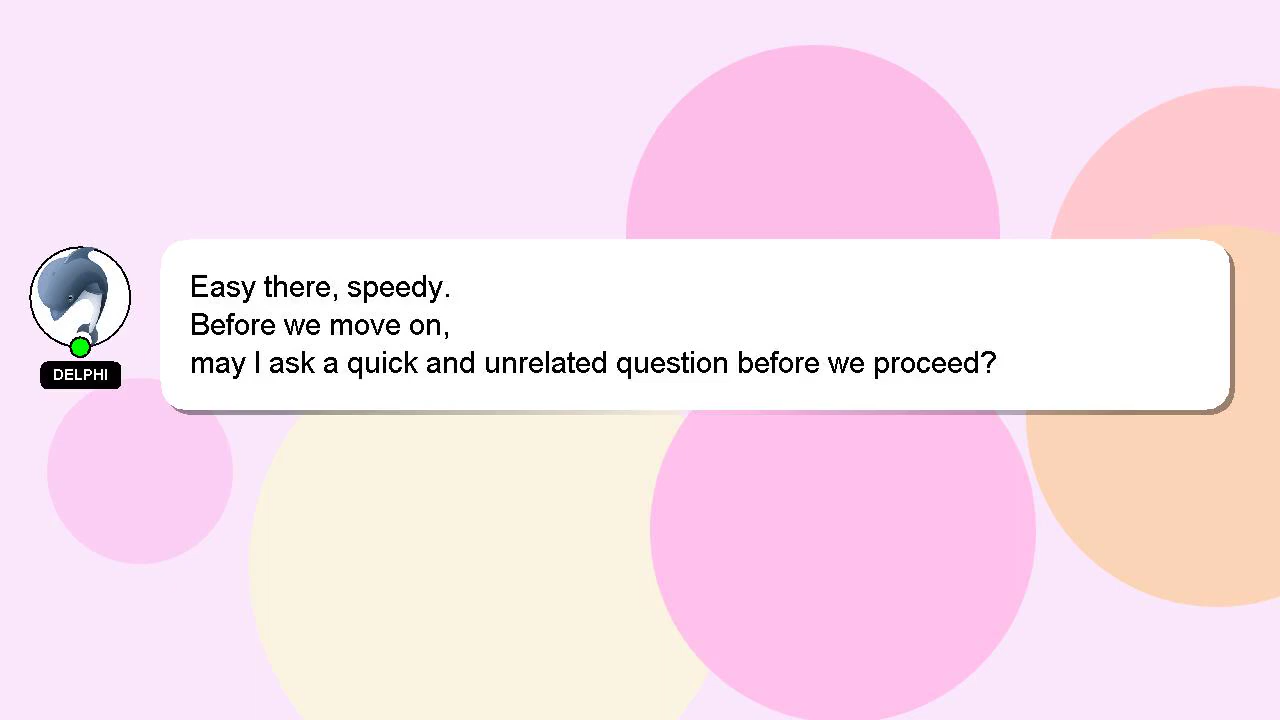 Easy there, speedy.
Before we move on,
may I ask a quick and unrelated question before we proceed?
DELPHI